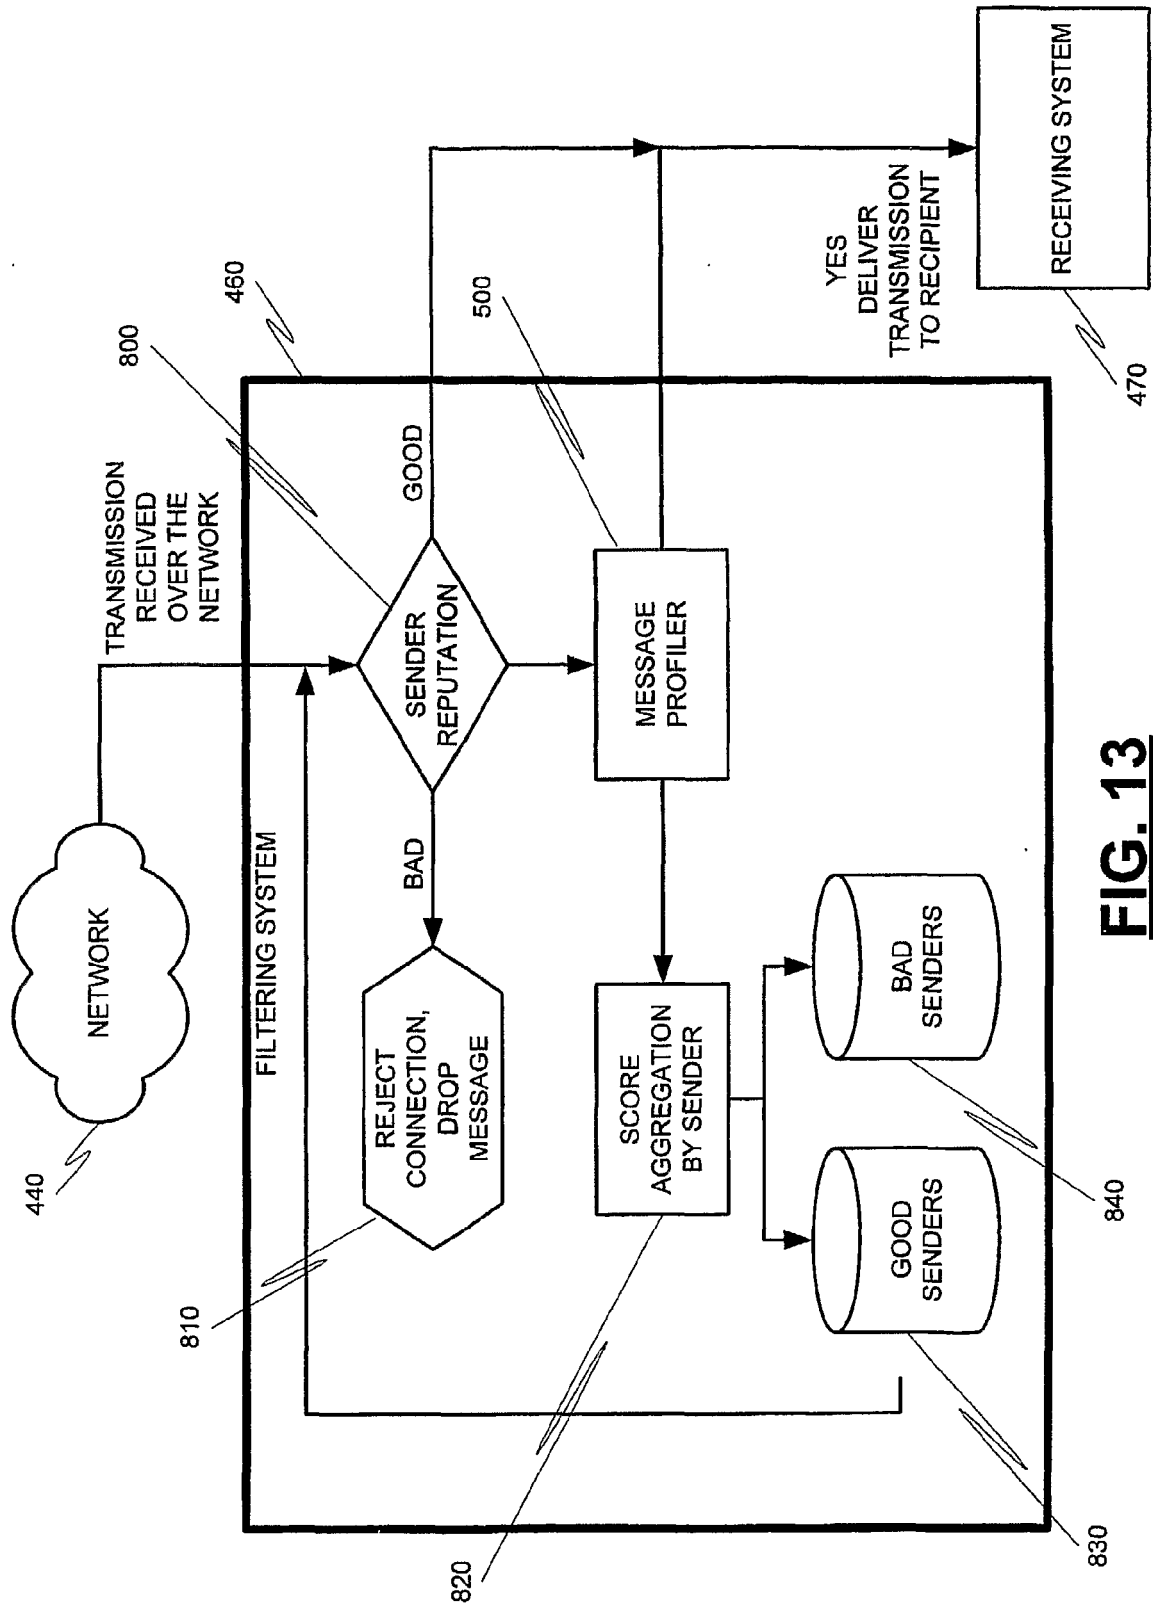 440
NETWORK
TRANSMISSION
RECEIVED
OVER THE
NETWORK
FILTERING SYSTEM
460
800
810
REJECT
CONNECTION,
DROP
MESSAGE
BAD
SENDER
REPUTATION
GOOD
500
820
SCORE
AGGREGATION
BY SENDER
MESSAGE
PROFILER
YES
DELIVER
TRANSMISSION
TO RECIPIENT
830
GOOD
SENDERS
840
BAD
SENDERS
470
RECEIVING SYSTEM
FIG. 13